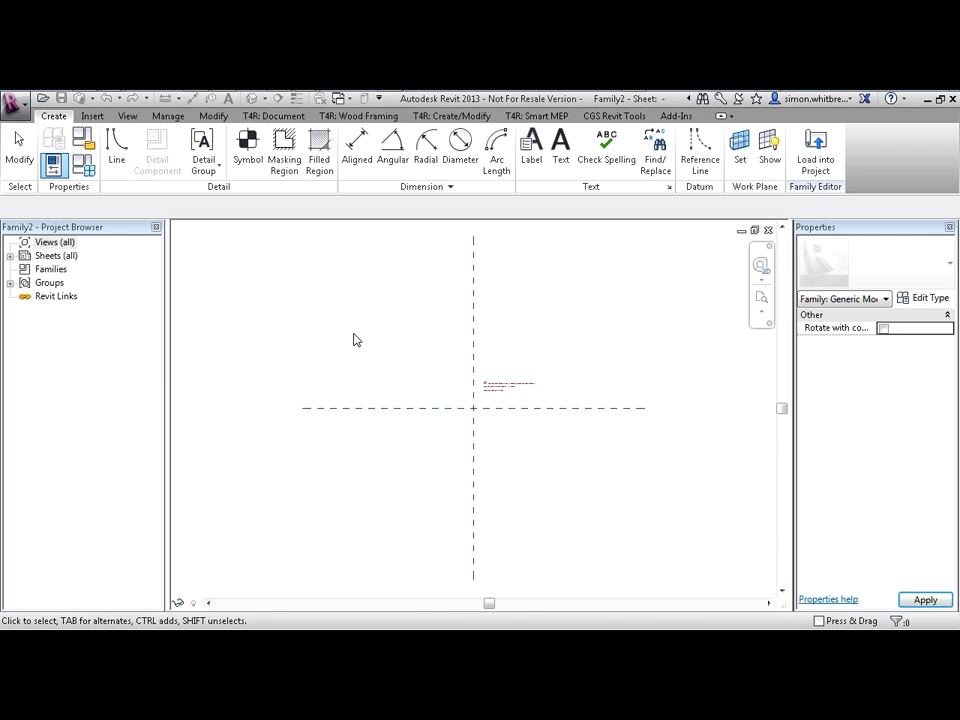 Autodesk Revit 2013 - Not For Resale Version - Family2 - Sheet: -
simon.whitbre...
Create Insert View Manage Modify T4R: Document T4R: Wood Framing T4R: Create/Modify T4R: Smart MEP CGS Revit Tools Add-Ins
Modify Line Detail Component Detail Group Symbol Masking Region Filled Region Aligned Angular Radial Diameter Arc Length Label Text Check Spelling Find/ Replace Reference Line Set Show Load into Project
Select Properties Detail Dimension Text Datum Work Plane Family Editor
Family2 - Project Browser
Views (all)
Sheets (all)
Families
Groups
Revit Links
2D
Properties
Family: Generic Mo
Edit Type
Other
Rotate with co...
Properties help
Apply
Click to select, TAB for alternates, CTRL adds, SHIFT unselects.
Press & Drag
:0